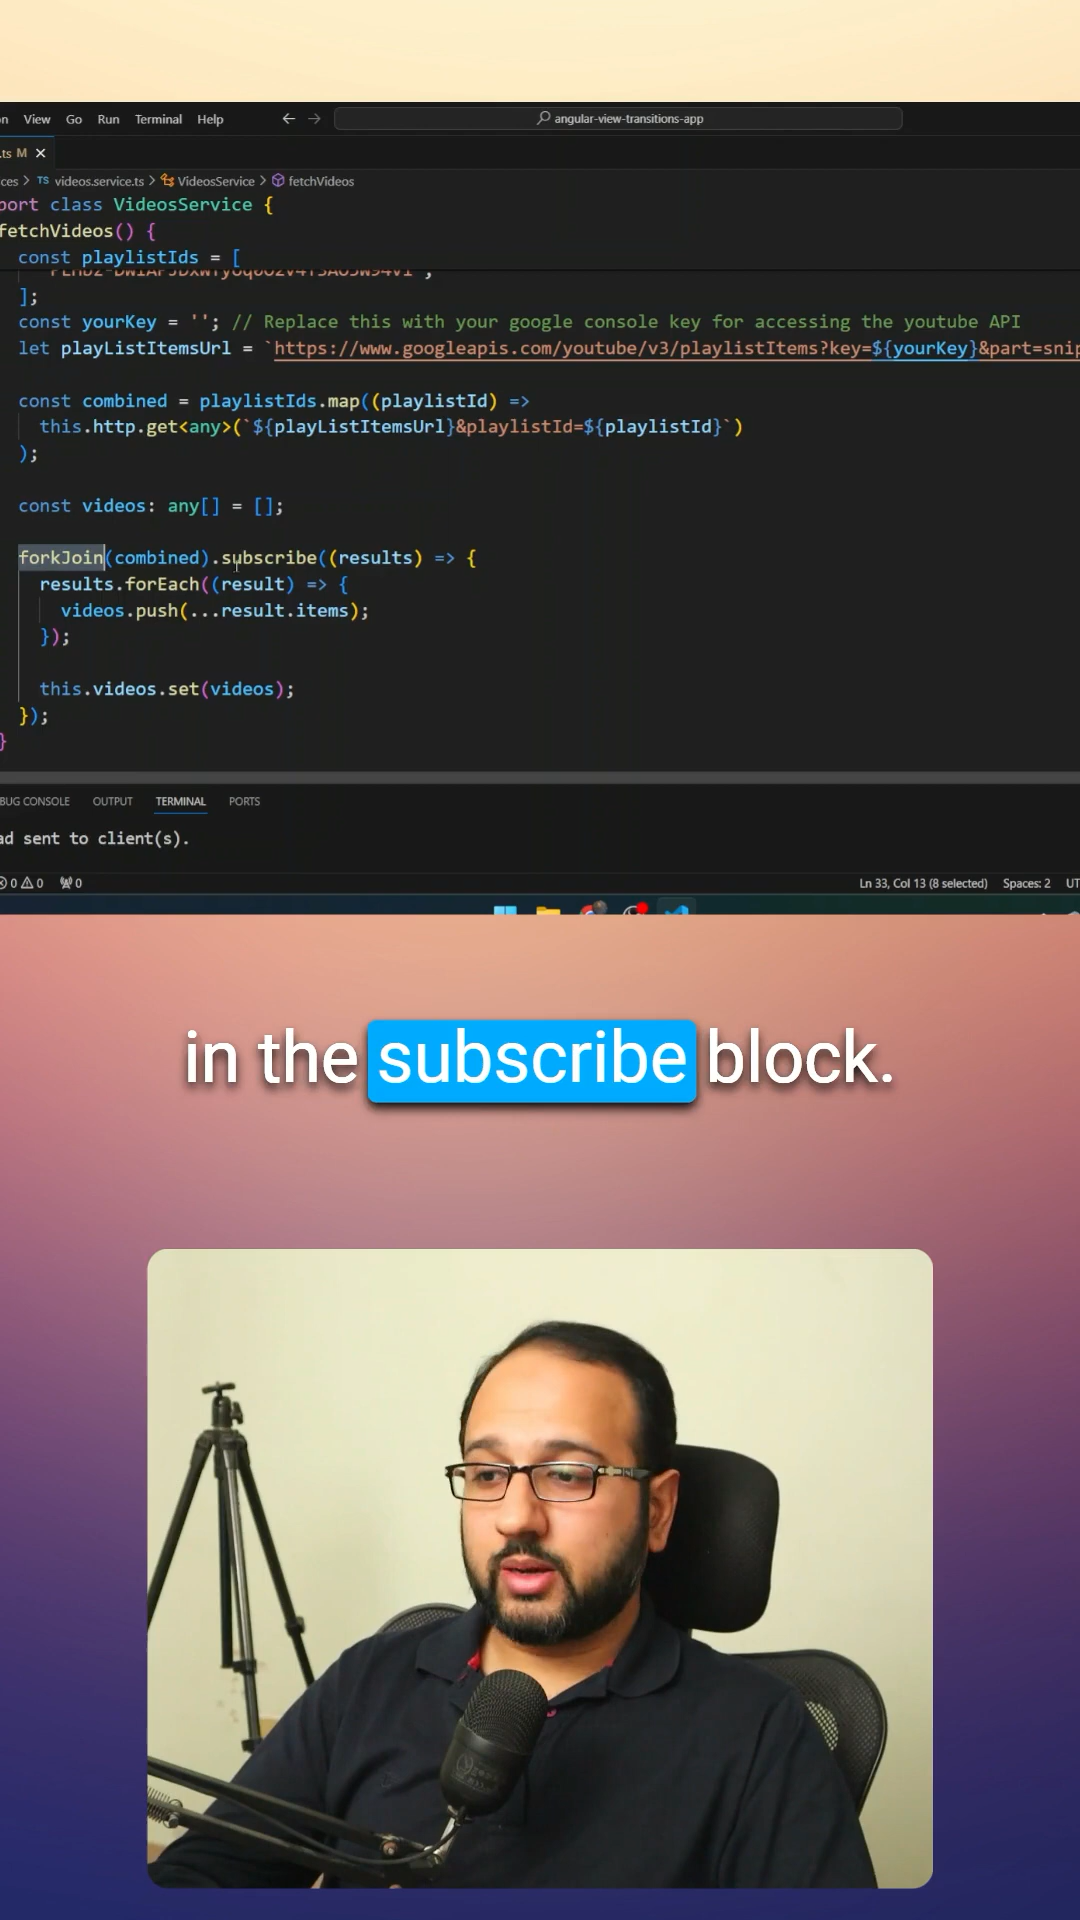 View Go Run Terminal Help angular-view-transitions-app
.ts M
videos.service.ts > VideosService > fetchVideos
port class VideosService {
fetchVideos() {
const playlistIds = [
];
const yourKey = ''; // Replace this with your google console key for accessing the youtube API
let playListItemsUrl = `https://www.googleapis.com/youtube/v3/playlistItems?key=${yourKey}&part=snip
const combined = playlistIds.map((playlistId) =>
this.http.get<any>(`${playListItemsUrl}&playlistId=${playlistId}`)
);
const videos: any[] = [];
forkJoin(combined).subscribe((results) => {
results.forEach((result) => {
videos.push(...result.items);
});
this.videos.set(videos);
});
}
BUG CONSOLE OUTPUT TERMINAL PORTS
ad sent to client(s).
0 0 0 Ln 33, Col 13 (8 selected) Spaces: 2 UT
in the subscribe block.